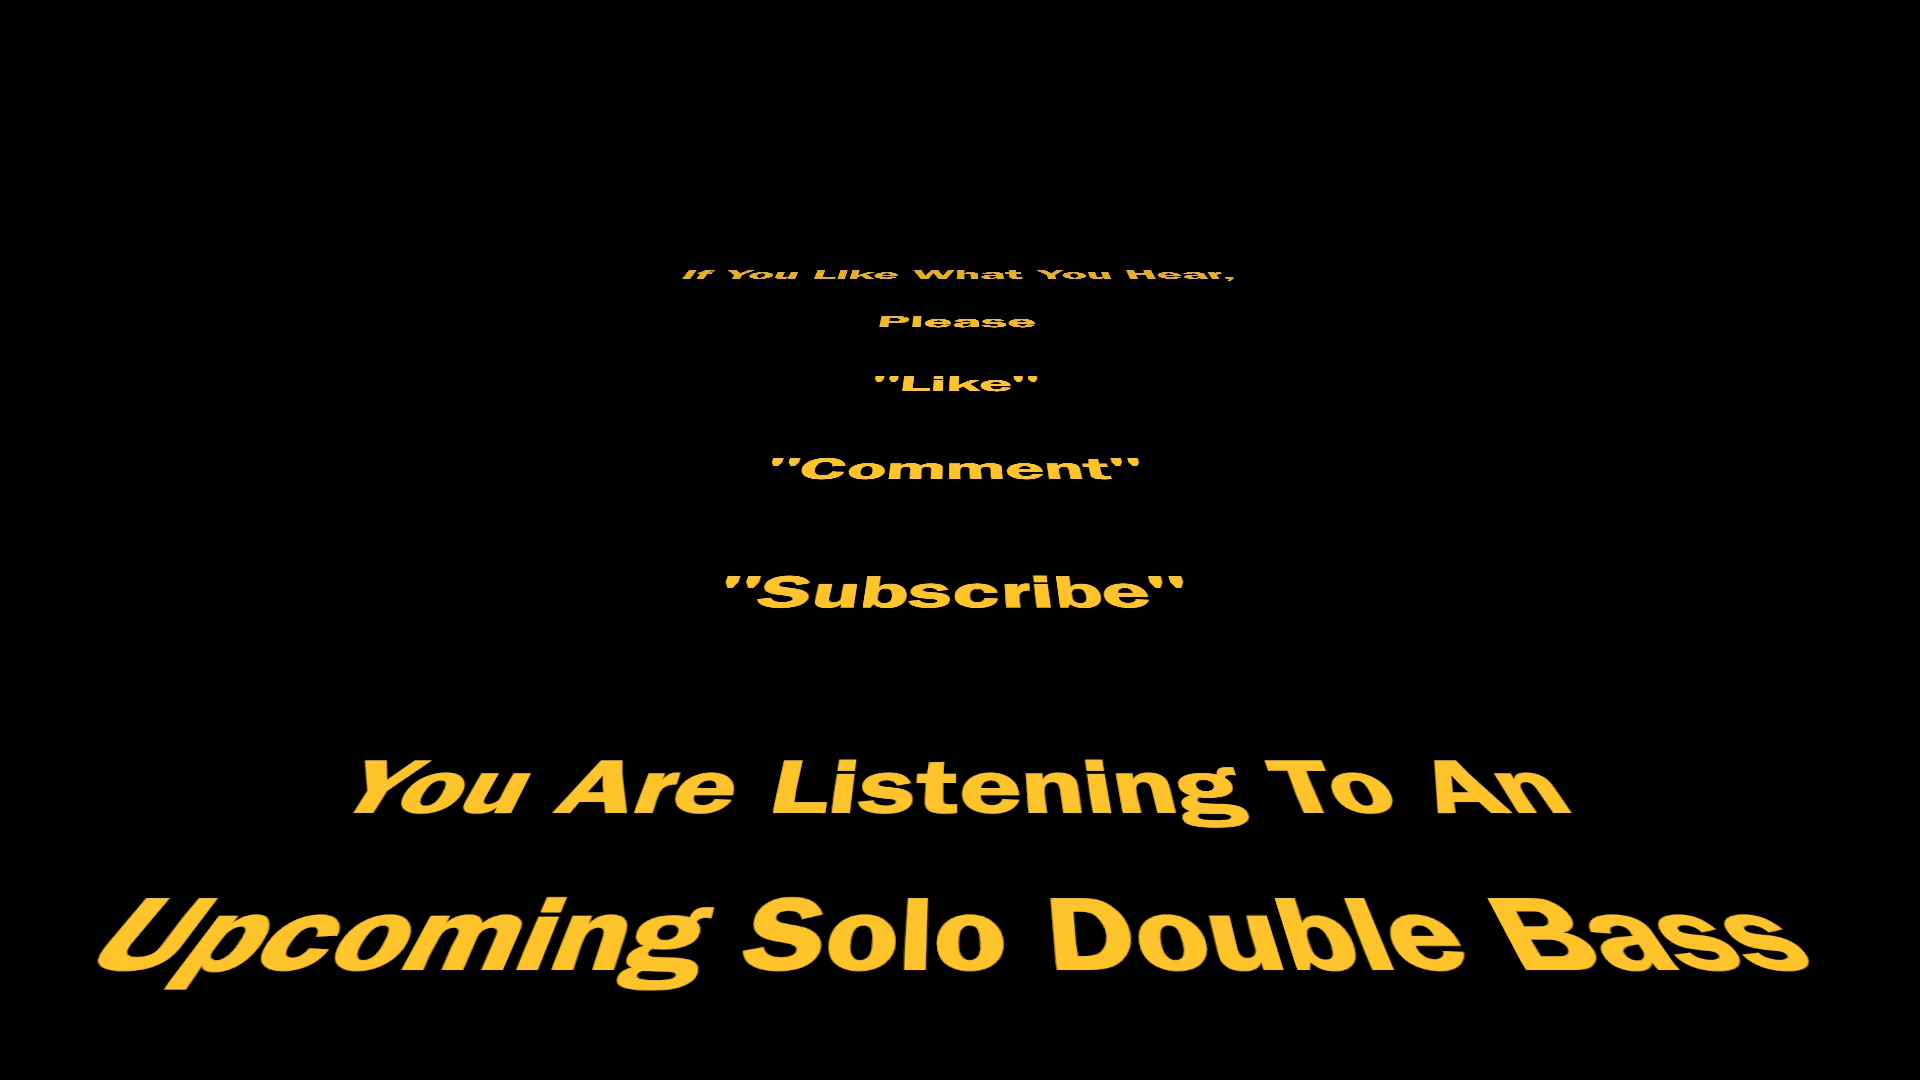 If You Like What You Hear,
Please
"Like"
"Comment"
"Subscribe"
You Are Listening To An
Upcoming Solo Double Bass